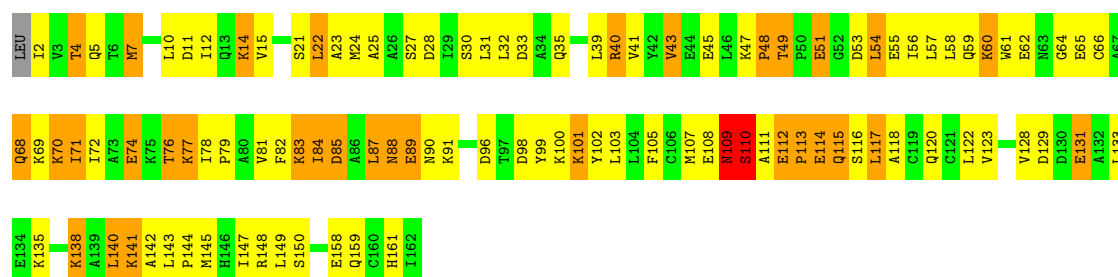 LEU I2 V3 T4 Q5 T6 M7 L10 D11 I12 Q13 K14 V15 S21 L22 A23 M24 A25 A26 S27 D28 I29 S30 L31 L32 D33 A34 Q35 L39 R40 V41 Y42 V43 E44 E45 L46 K47 P48 T49 P50 E51 G52 D53 L54 E55 I56 L57 L58 Q59 K60 W61 E62 N63 G64 E65 C66 A67
Q68 K69 K70 I71 I72 A73 E74 K75 T76 K77 I78 P79 A80 V81 F82 K83 I84 D85 A86 L87 N88 E89 N90 K91 D96 T97 D98 Y99 K100 K101 Y102 L103 L104 F105 C106 M107 E108 N109 S110 A111 E112 P113 E114 Q115 S116 L117 A118 C119 Q120 C121 L122 V123 V128 D129 D130 E131 A132 L133
E134 K135 K138 A139 L140 K141 A142 L143 P144 M145 H146 I147 R148 L149 S150 E158 Q159 C160 H161 I162